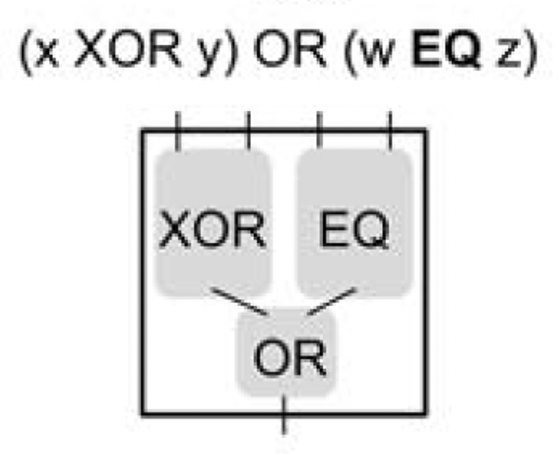 (x XOR y) OR (w EQ z)
XOR EQ
OR